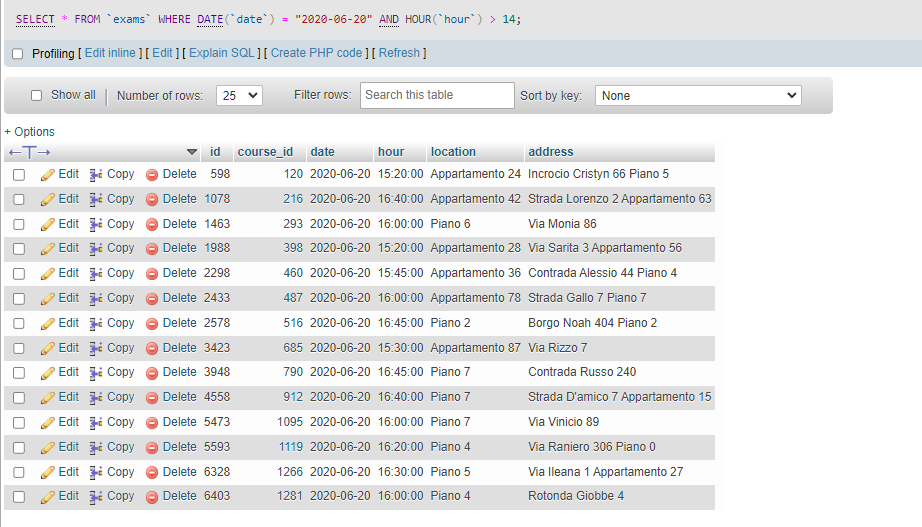 SELECT * FROM `exams` WHERE DATE(`date`) = "2020-06-20" AND HOUR(`hour`) > 14;
Profiling [ Edit inline ] [ Edit ] [ Explain SQL ] [ Create PHP code ] [ Refresh ]
Show all Number of rows: 25 Filter rows: Search this table Sort by key: None
+ Options
←T→ id course_id date hour location address
Edit Copy Delete 598 120 2020-06-20 15:20:00 Appartamento 24 Incrocio Cristyn 66 Piano 5
Edit Copy Delete 1078 216 2020-06-20 16:40:00 Appartamento 42 Strada Lorenzo 2 Appartamento 63
Edit Copy Delete 1463 293 2020-06-20 16:00:00 Piano 6 Via Monia 86
Edit Copy Delete 1988 398 2020-06-20 15:20:00 Appartamento 28 Via Sarita 3 Appartamento 56
Edit Copy Delete 2298 460 2020-06-20 15:45:00 Appartamento 36 Contrada Alessio 44 Piano 4
Edit Copy Delete 2433 487 2020-06-20 16:00:00 Appartamento 78 Strada Gallo 7 Piano 7
Edit Copy Delete 2578 516 2020-06-20 16:45:00 Piano 2 Borgo Noah 404 Piano 2
Edit Copy Delete 3423 685 2020-06-20 15:30:00 Appartamento 87 Via Rizzo 7
Edit Copy Delete 3948 790 2020-06-20 16:45:00 Piano 7 Contrada Russo 240
Edit Copy Delete 4558 912 2020-06-20 16:40:00 Piano 7 Strada D'amico 7 Appartamento 15
Edit Copy Delete 5473 1095 2020-06-20 16:00:00 Piano 7 Via Vinicio 89
Edit Copy Delete 5593 1119 2020-06-20 16:20:00 Piano 4 Via Raniero 306 Piano 0
Edit Copy Delete 6328 1266 2020-06-20 16:30:00 Piano 5 Via Ileana 1 Appartamento 27
Edit Copy Delete 6403 1281 2020-06-20 16:00:00 Piano 4 Rotonda Giobbe 4